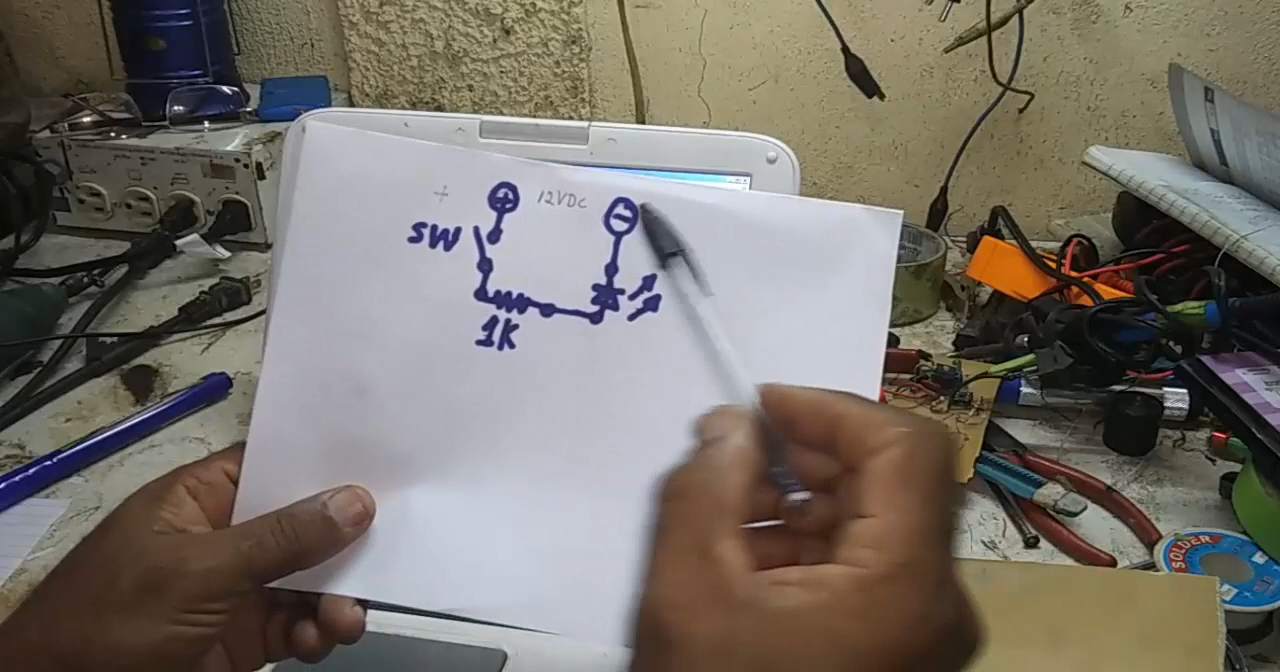 + + 12VDC −
SW
1K
SOLDER